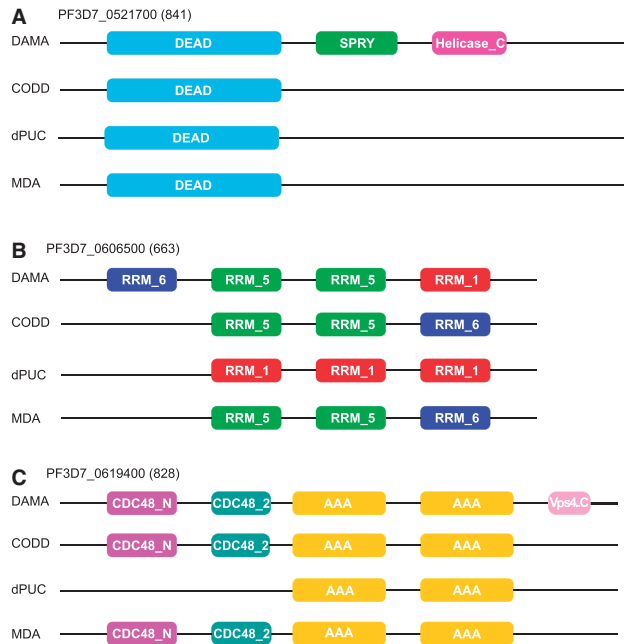 A PF3D7_0521700 (841)
DAMA DEAD SPRY Helicase_C
CODD DEAD
dPUC DEAD
MDA DEAD
B PF3D7_0606500 (663)
DAMA RRM_6 RRM_5 RRM_5 RRM_1
CODD RRM_5 RRM_5 RRM_6
dPUC RRM_1 RRM_1 RRM_1
MDA RRM_5 RRM_5 RRM_6
C PF3D7_0619400 (828)
DAMA CDC48_N CDC48_2 AAA AAA Vps4_C
CODD CDC48_N CDC48_2 AAA AAA
dPUC AAA AAA
MDA CDC48_N CDC48_2 AAA AAA